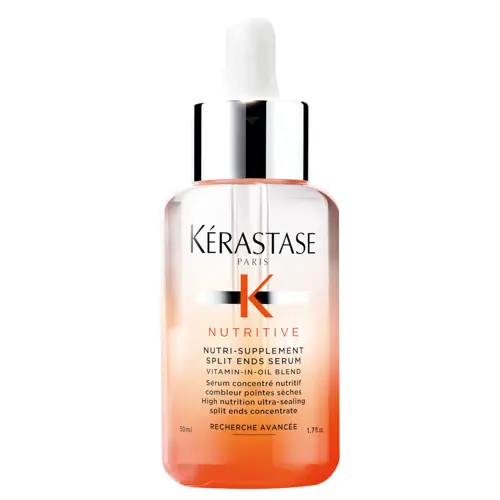 KÉRASTASE
PARIS
K
NUTRITIVE
NUTRI-SUPPLEMENT
SPLIT ENDS SERUM
VITAMIN-IN-OIL BLEND
Sérum concentré nutritif
combleur pointes sèches
High nutrition ultra-sealing
split ends concentrate
RECHERCHE AVANCÉE
50ml 1,7fl.oz